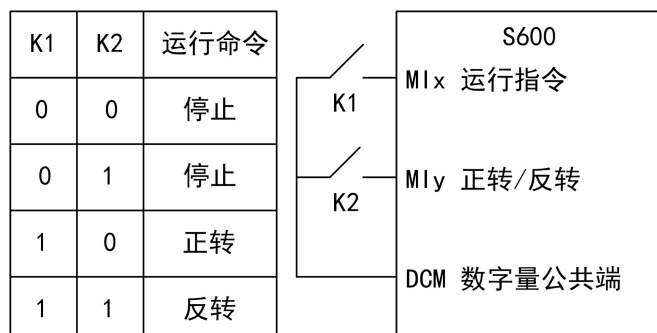 K1 K2 运行命令
0 0 停止
0 1 停止
1 0 正转
1 1 反转
S600
K1
MIx 运行指令
K2
MIy 正转/反转
DCM 数字量公共端